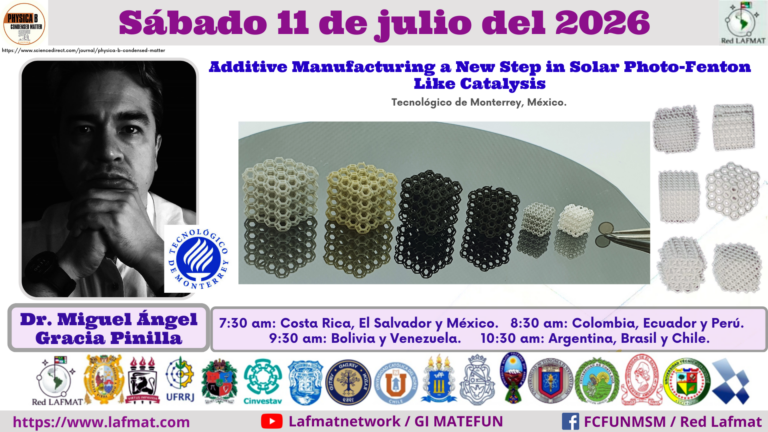 PHYSICA B
CONDENSED MATTER
Sábado 11 de julio del 2026
Red LAFMAT
https://www.sciencedirect.com/journal/physica-b-condensed-matter
Additive Manufacturing a New Step in Solar Photo-Fenton
Like Catalysis
Tecnológico de Monterrey, México.
TECNOLÓGICO
DE MONTERREY
Dr. Miguel Ángel
Gracia Pinilla
7:30 am: Costa Rica, El Salvador y México. 8:30 am: Colombia, Ecuador y Perú.
9:30 am: Bolivia y Venezuela. 10:30 am: Argentina, Brasil y Chile.
Red LAFMAT
UFRRJ
Cinvestav
https://www.lafmat.com
Lafmatnetwork / GI MATEFUN
FCFUNMSM / Red Lafmat